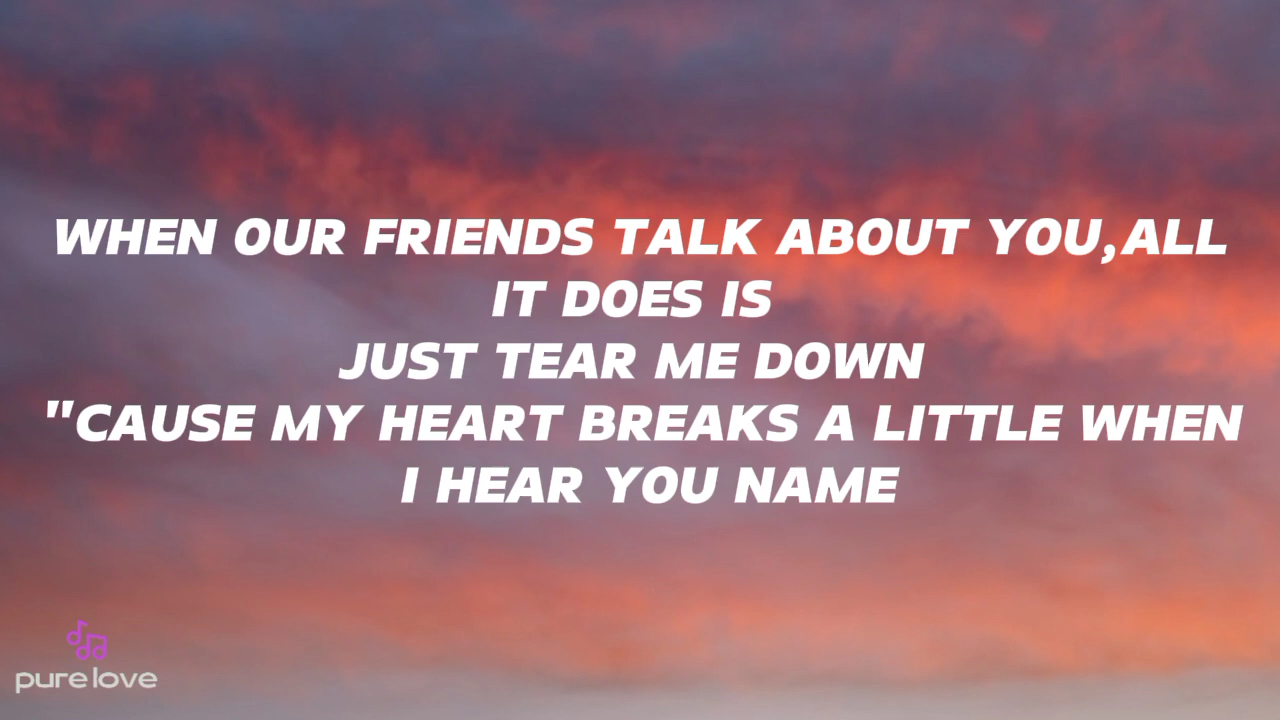 WHEN OUR FRIENDS TALK ABOUT YOU,ALL
IT DOES IS
JUST TEAR ME DOWN
"CAUSE MY HEART BREAKS A LITTLE WHEN
I HEAR YOU NAME
pure love